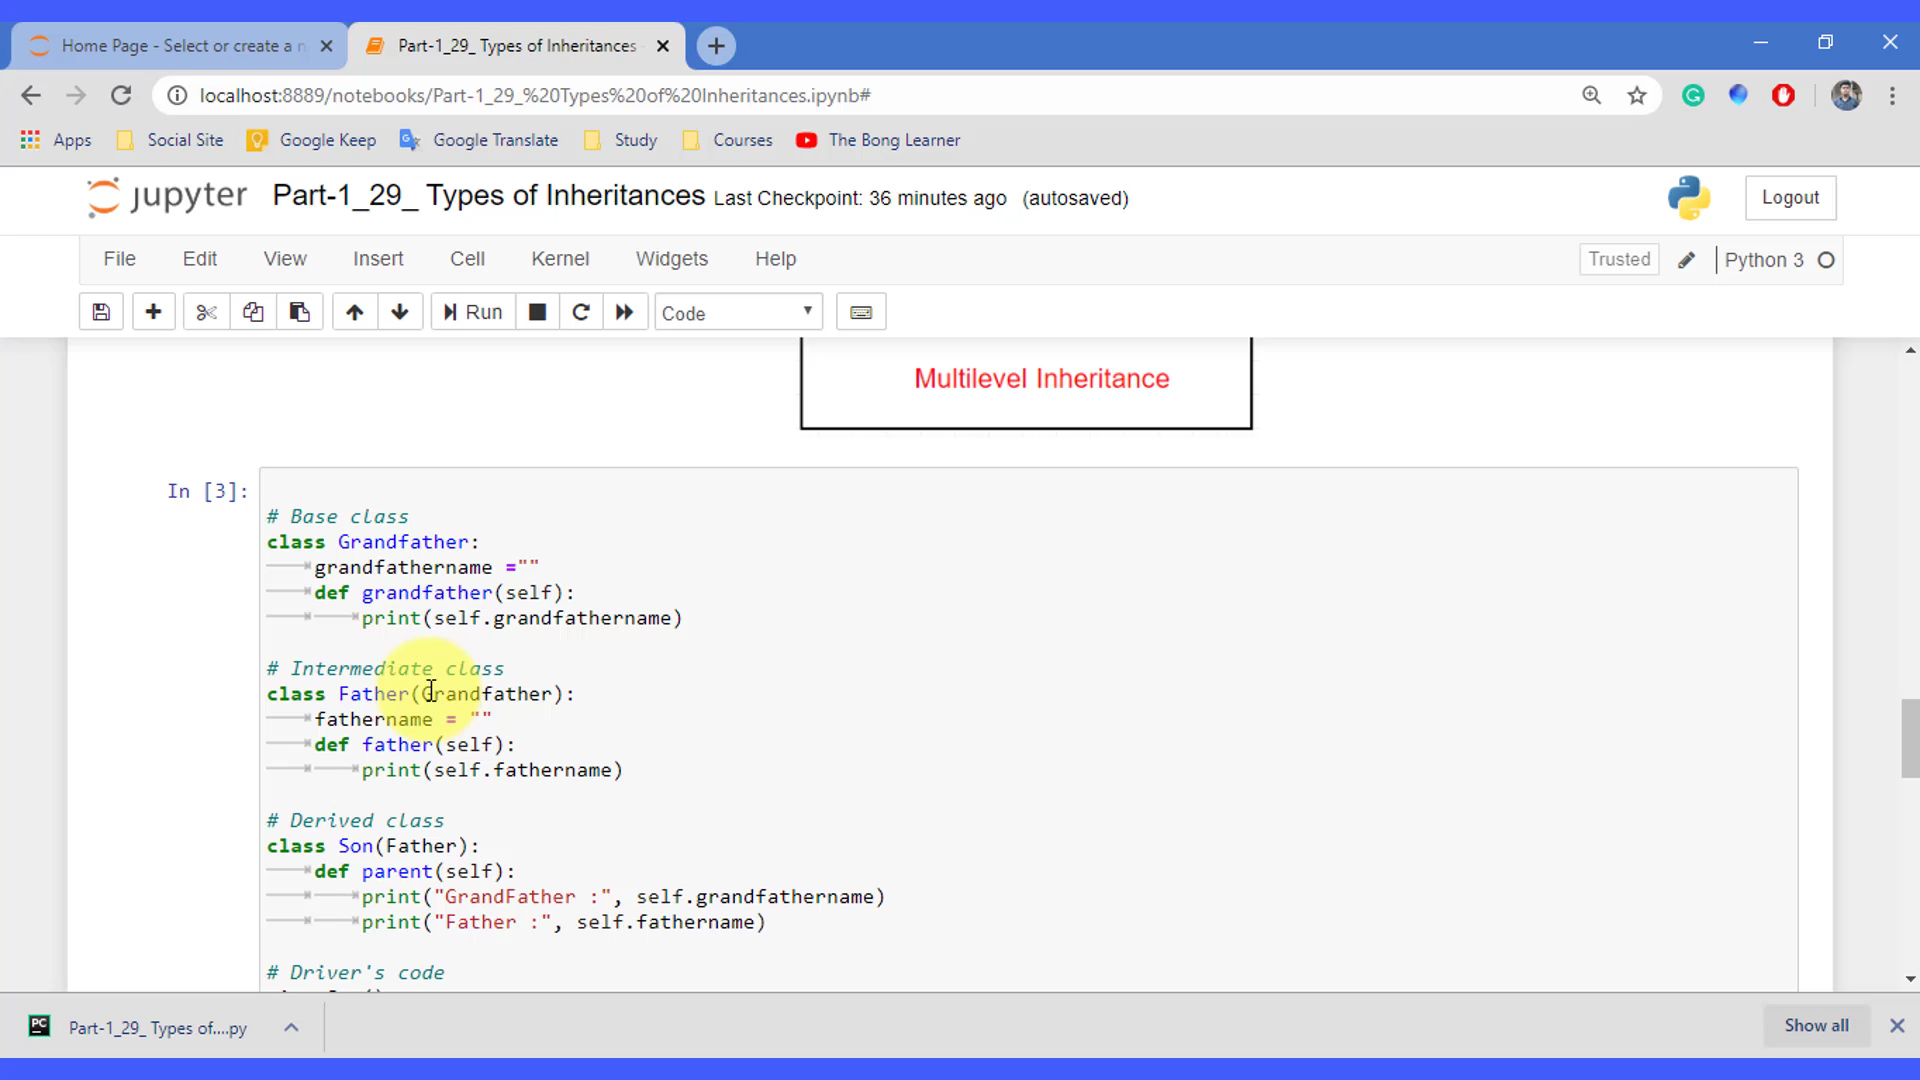 Home Page - Select or create a n
Part-1_29_ Types of Inheritances
localhost:8889/notebooks/Part-1_29_%20Types%20of%20Inheritances.ipynb#
Apps
Social Site
Google Keep
Google Translate
Study
Courses
The Bong Learner
jupyter
Part-1_29_ Types of Inheritances Last Checkpoint: 36 minutes ago (autosaved)
Logout
File Edit View Insert Cell Kernel Widgets Help
Trusted
Python 3
Run
Code
Multilevel Inheritance
In [3]:
# Base class
class Grandfather:
grandfathername =""
def grandfather(self):
print(self.grandfathername)
# Intermediate class
class Father(Grandfather):
fathername = ""
def father(self):
print(self.fathername)
# Derived class
class Son(Father):
def parent(self):
print("GrandFather :", self.grandfathername)
print("Father :", self.fathername)
# Driver's code
PC
Part-1_29_ Types of....py
Show all